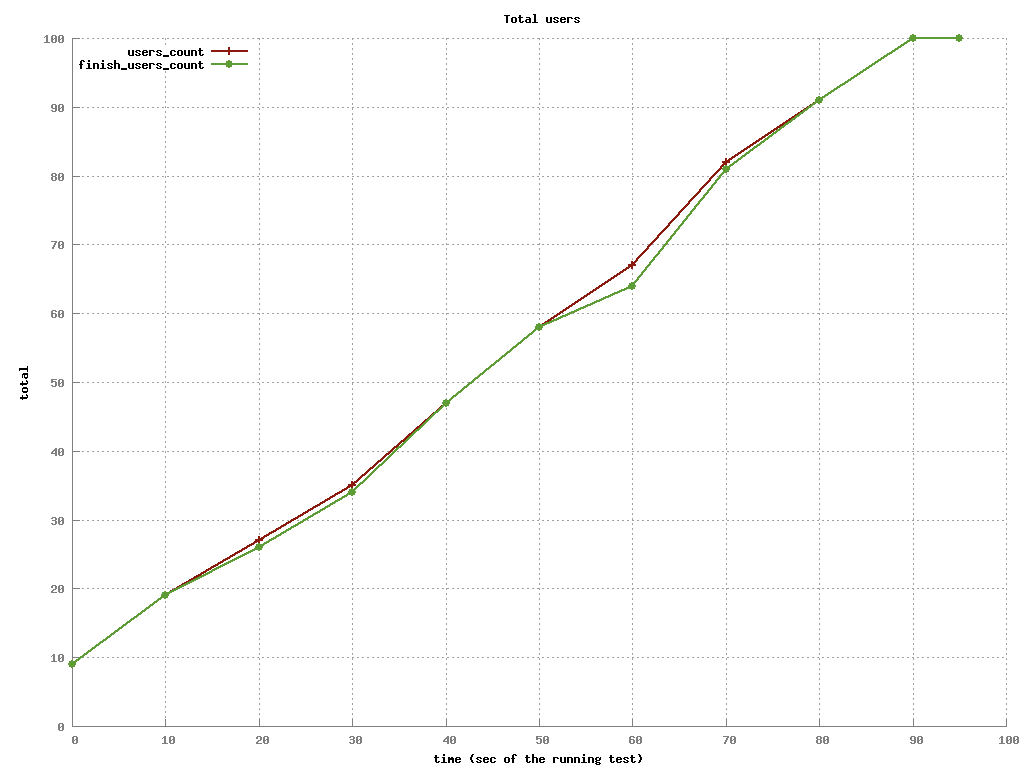 Total users
users_count
finish_users_count
100
90
80
70
60
50
40
30
20
10
0
total
0 10 20 30 40 50 60 70 80 90 100
time (sec of the running test)